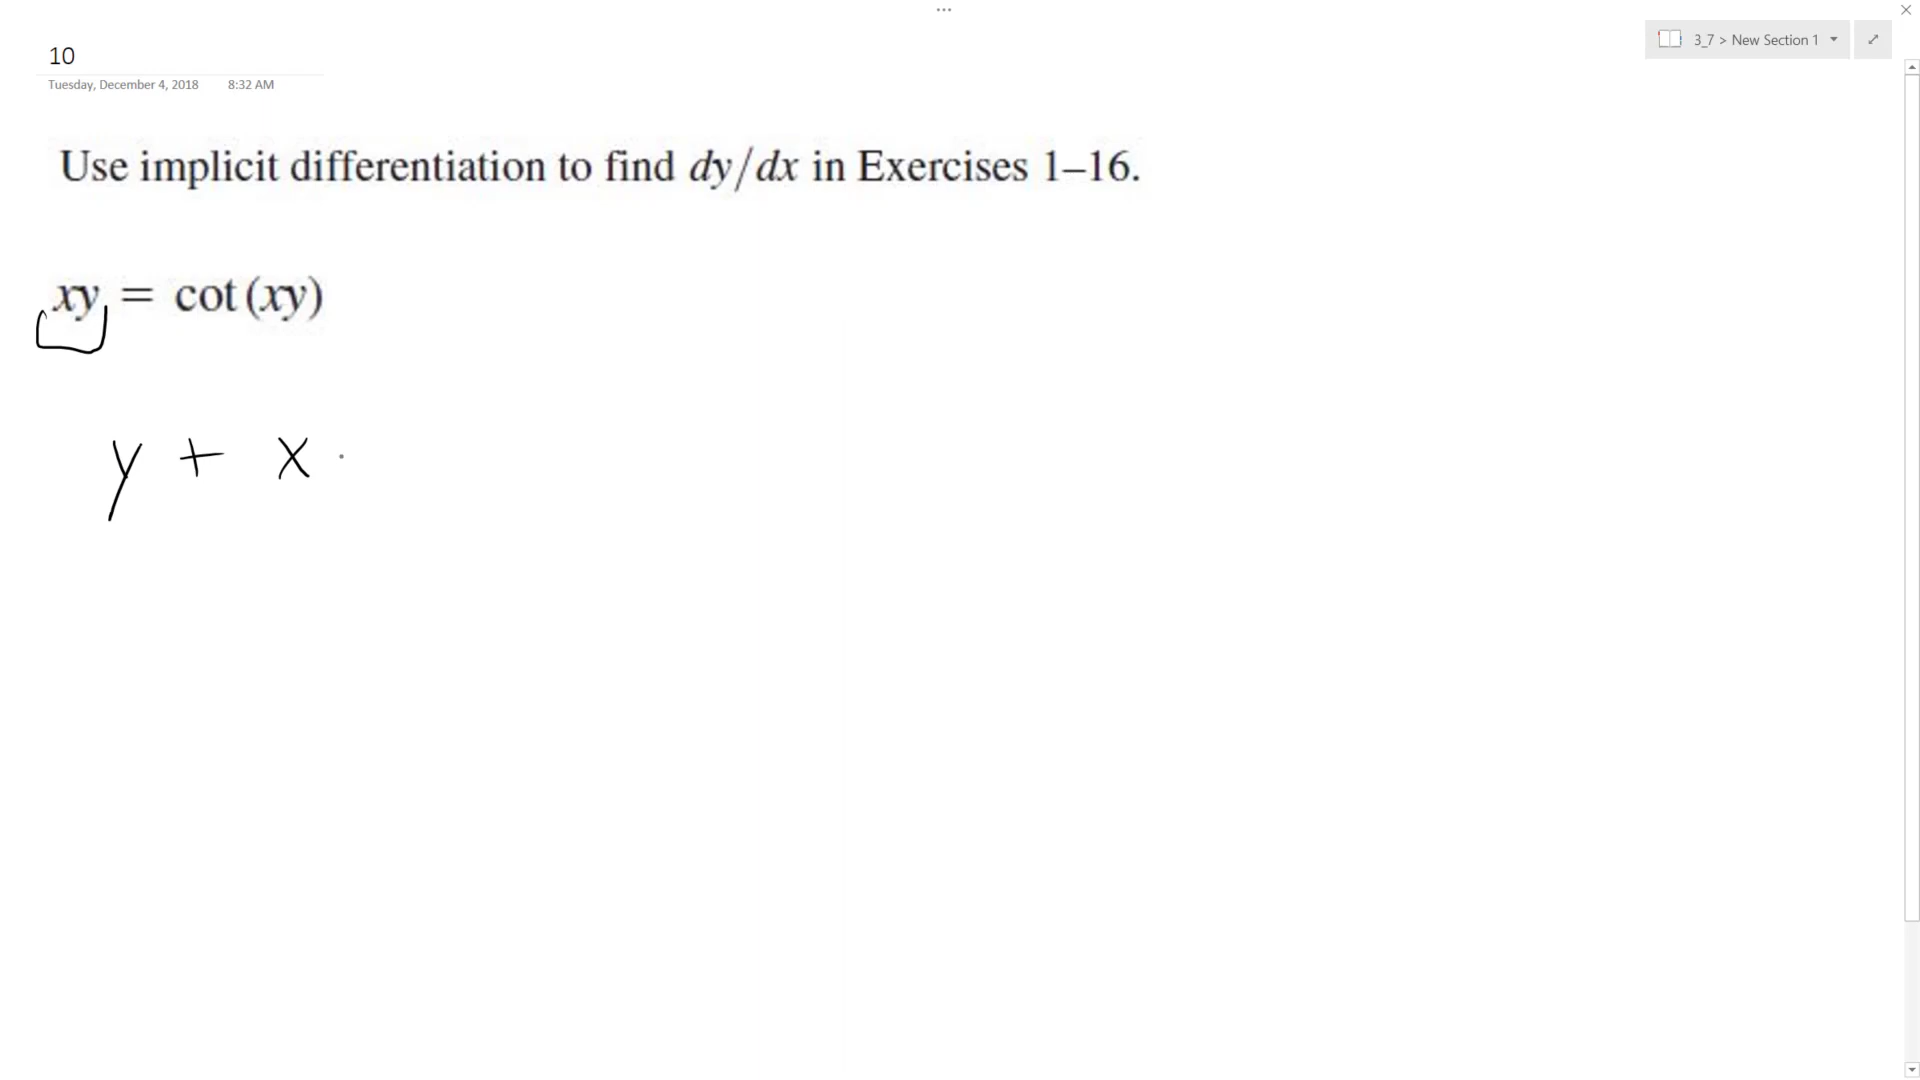 ...
3_7 > New Section 1
10
Tuesday, December 4, 2018 8:32 AM
Use implicit differentiation to find dy/dx in Exercises 1–16.
xy = cot (xy)
y + x ·